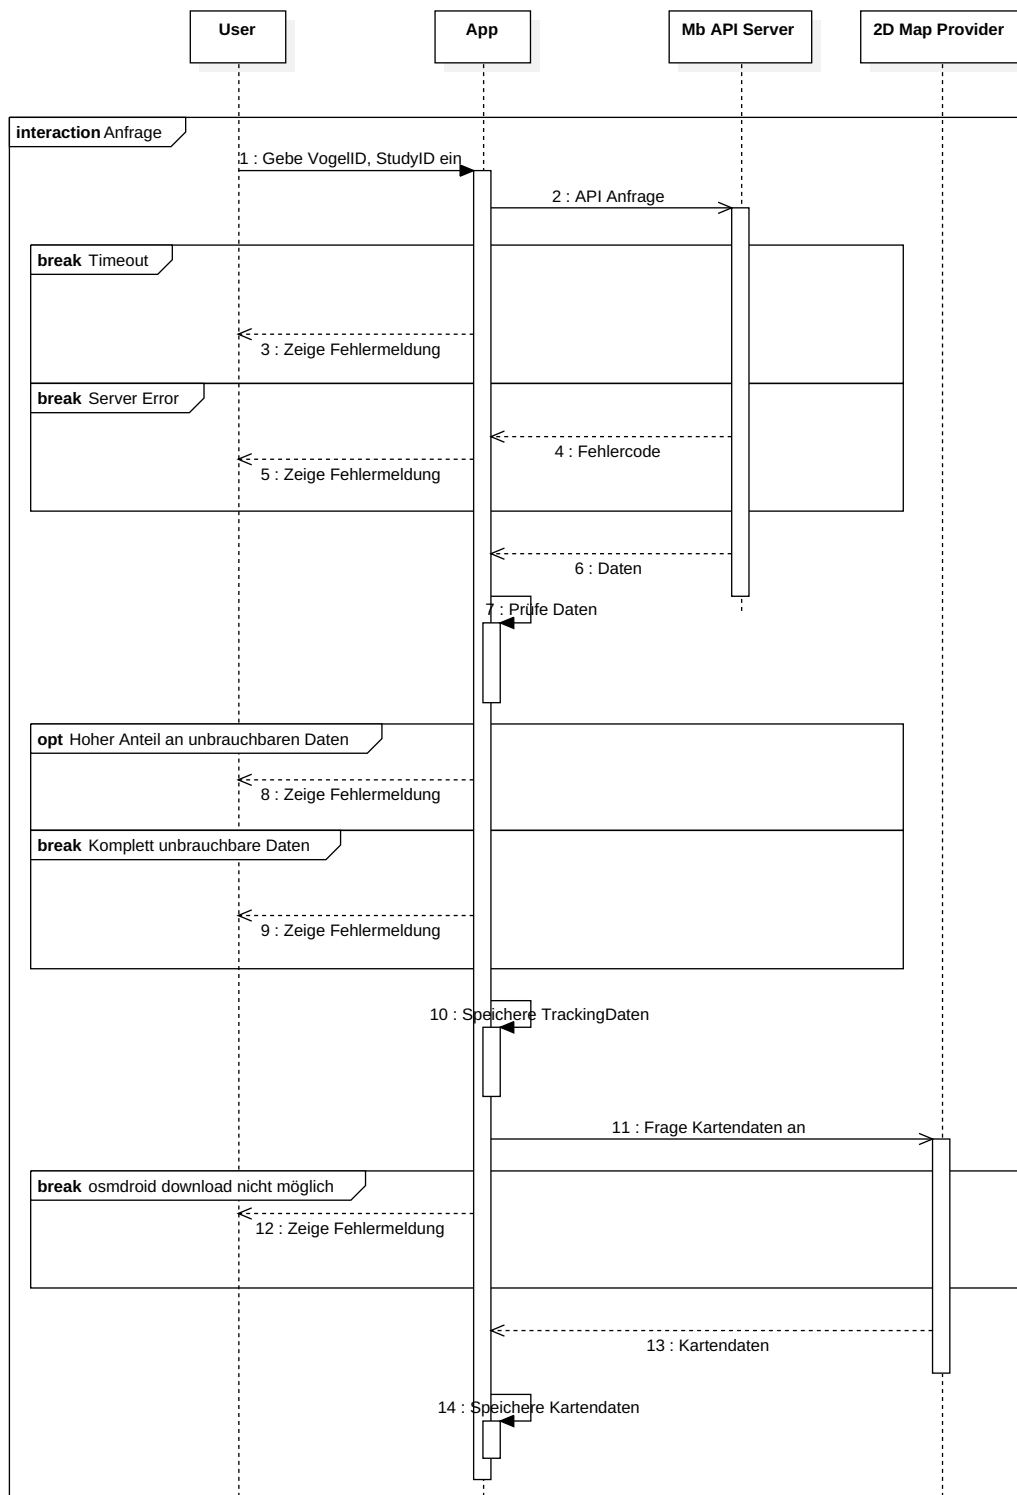 User
App
Mb API Server
2D Map Provider
interaction Anfrage
1 : Gebe VogelID, StudyID ein
2 : API Anfrage
break Timeout
3 : Zeige Fehlermeldung
break Server Error
4 : Fehlercode
5 : Zeige Fehlermeldung
6 : Daten
7 : Prüfe Daten
opt Hoher Anteil an unbrauchbaren Daten
8 : Zeige Fehlermeldung
break Komplett unbrauchbare Daten
9 : Zeige Fehlermeldung
10 : Speichere TrackingDaten
11 : Frage Kartendaten an
break osmdroid download nicht möglich
12 : Zeige Fehlermeldung
13 : Kartendaten
14 : Speichere Kartendaten